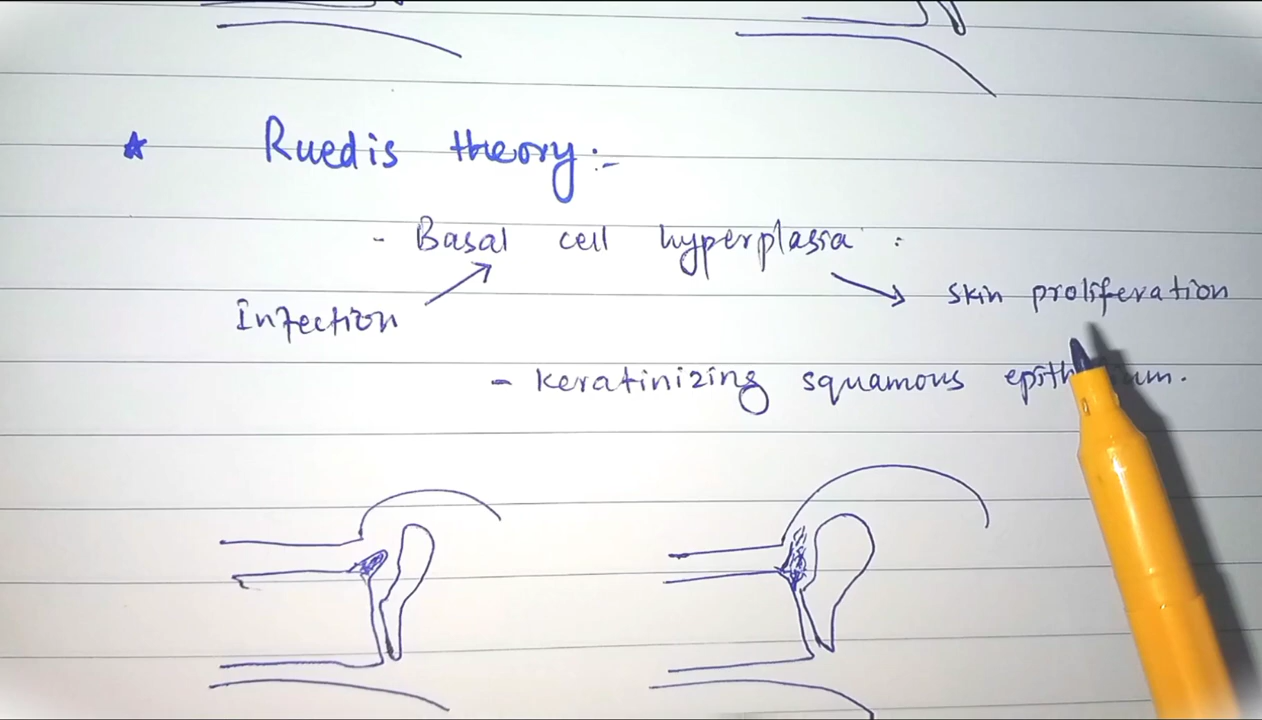 ★ Ruedis theory:-
- Basal cell hyperplasia :
Infection
skin proliferation
- keratinizing squamous